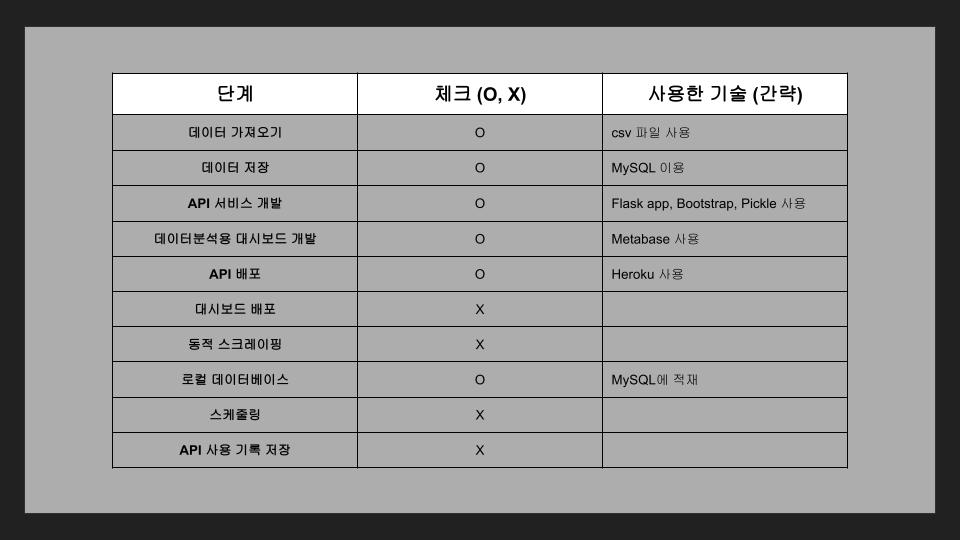 단계 체크 (O, X) 사용한 기술 (간략)
데이터 가져오기 O csv 파일 사용
데이터 저장 O MySQL 이용
API 서비스 개발 O Flask app, Bootstrap, Pickle 사용
데이터분석용 대시보드 개발 O Metabase 사용
API 배포 O Heroku 사용
대시보드 배포 X
동적 스크레이핑 X
로컬 데이터베이스 O MySQL에 적재
스케줄링 X
API 사용 기록 저장 X